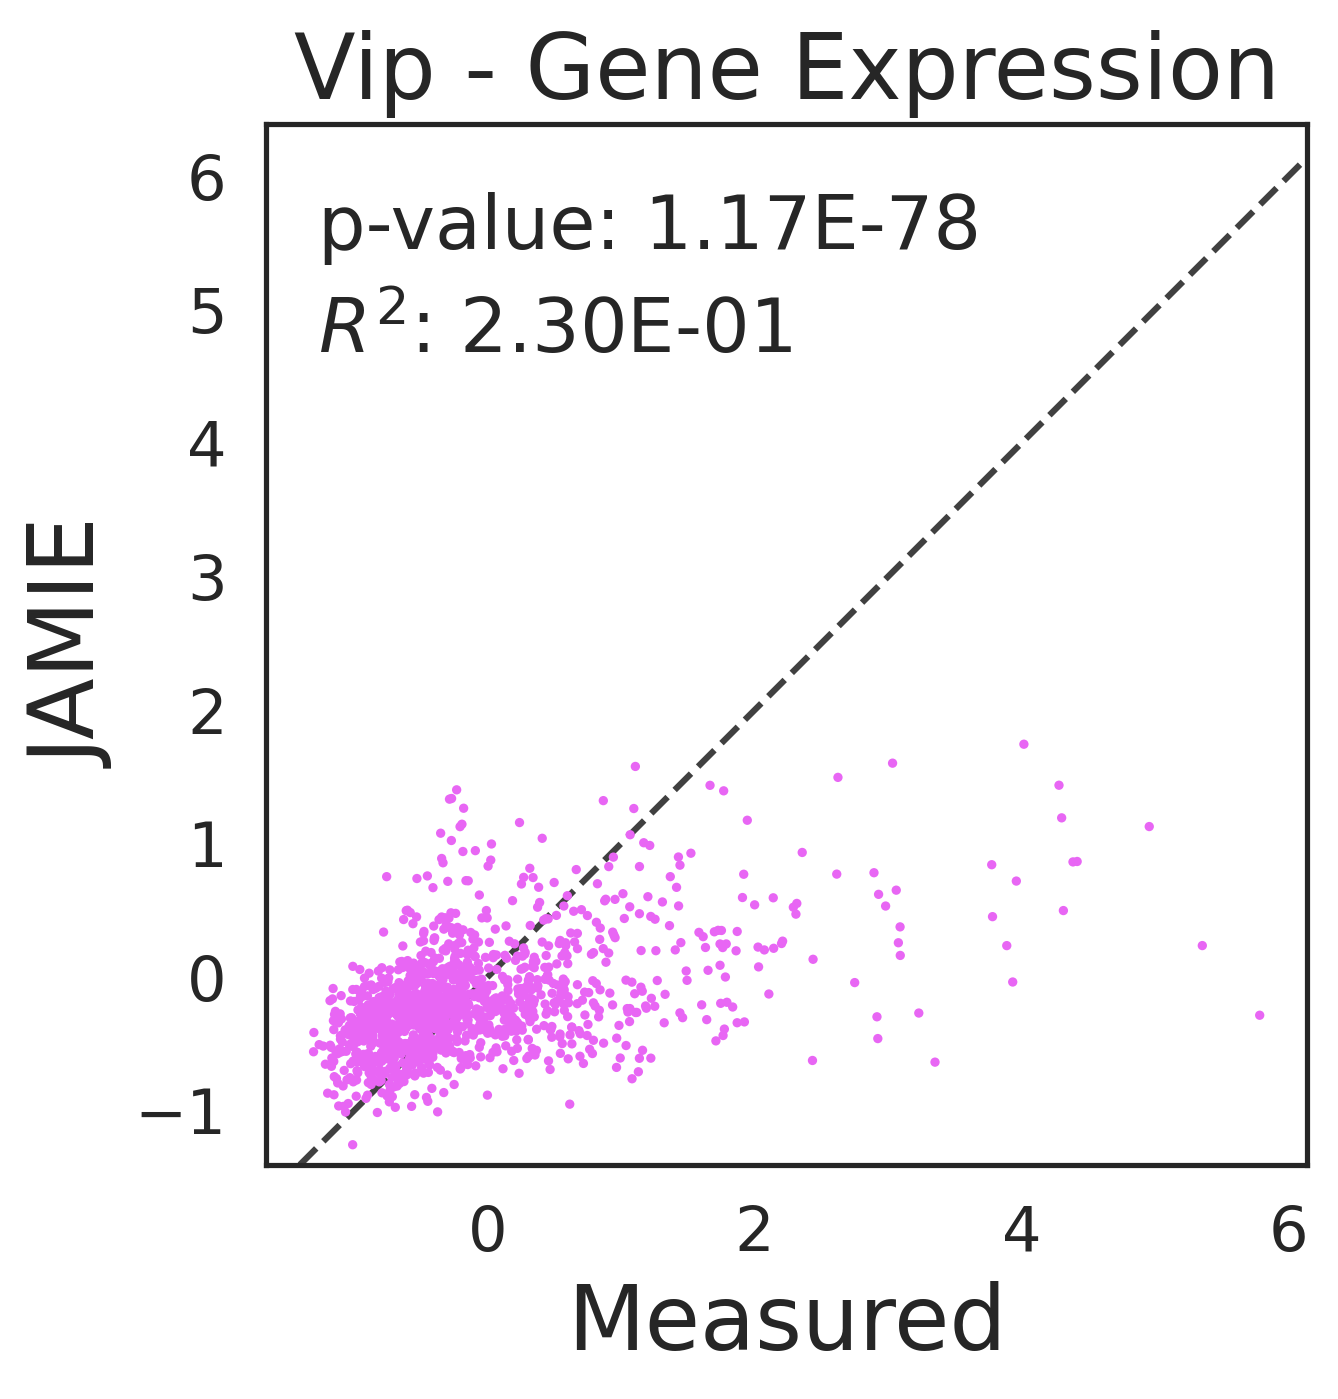 Vip - Gene Expression
p-value: 1.17E-78
R²: 2.30E-01
6
5
4
3
2
1
0
−1
JAMIE
0 2 4 6
Measured